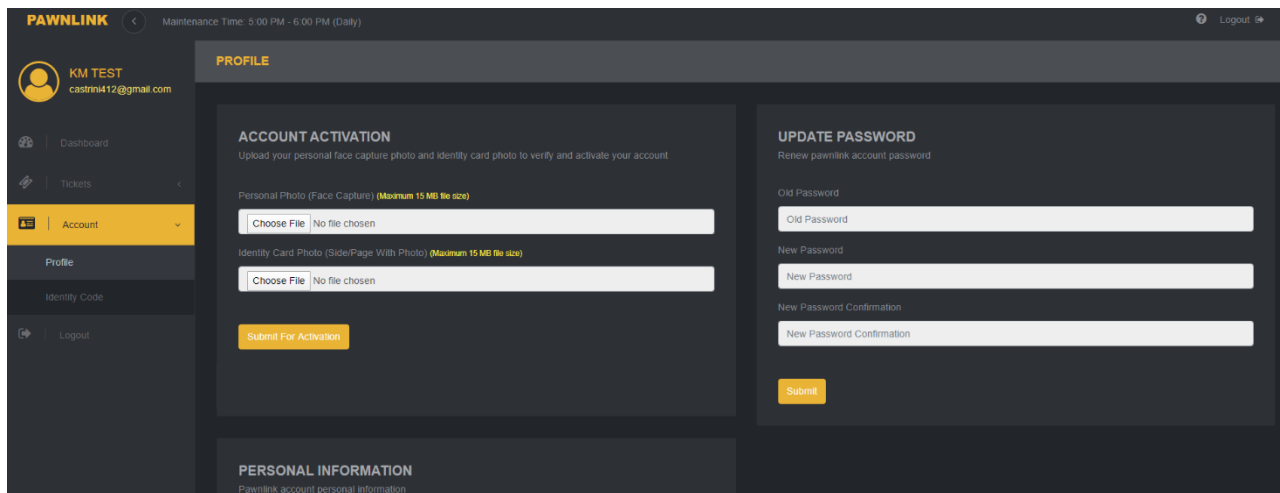 PAWNLINK
Maintenance Time: 5:00 PM - 6:00 PM (Daily)
Logout
KM TEST
castrini412@gmail.com
Dashboard
Tickets
Account
Profile
Identity Code
Logout
PROFILE
ACCOUNT ACTIVATION
Upload your personal face capture photo and identity card photo to verify and activate your account
Personal Photo (Face Capture) (Maximum 15 MB file size)
Choose File No file chosen
Identity Card Photo (Side/Page With Photo) (Maximum 15 MB file size)
Choose File No file chosen
Submit For Activation
UPDATE PASSWORD
Renew pawnlink account password
Old Password
Old Password
New Password
New Password
New Password Confirmation
New Password Confirmation
Submit
PERSONAL INFORMATION
Pawnlink account personal information